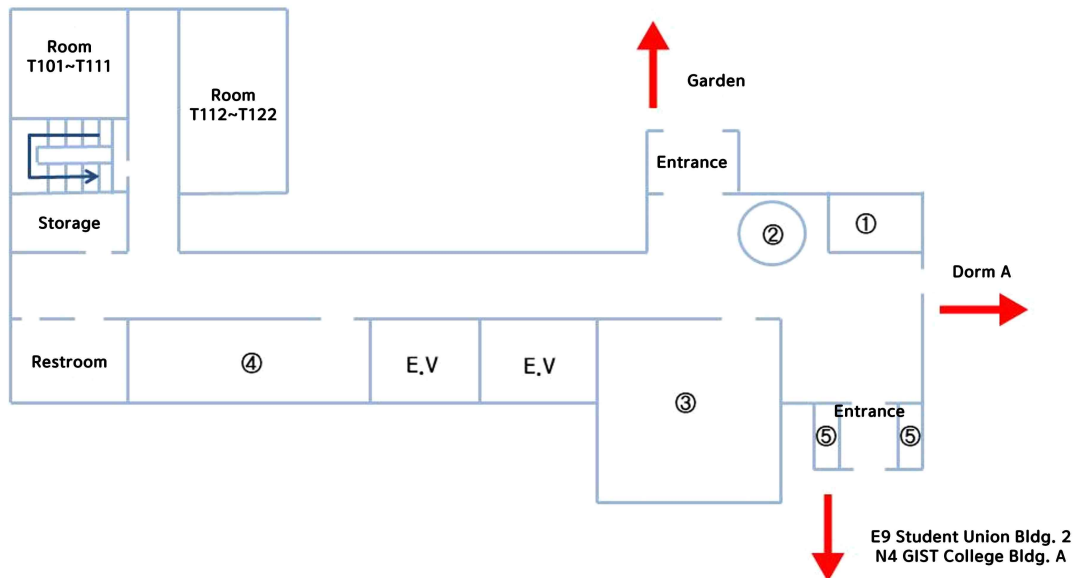 Room
T101~T111
Room
T112~T122
Garden
Entrance
Storage
②
①
Dorm A
Restroom
④
E.V
E.V
③
Entrance
⑤
⑤
E9 Student Union Bldg. 2
N4 GIST College Bldg. A